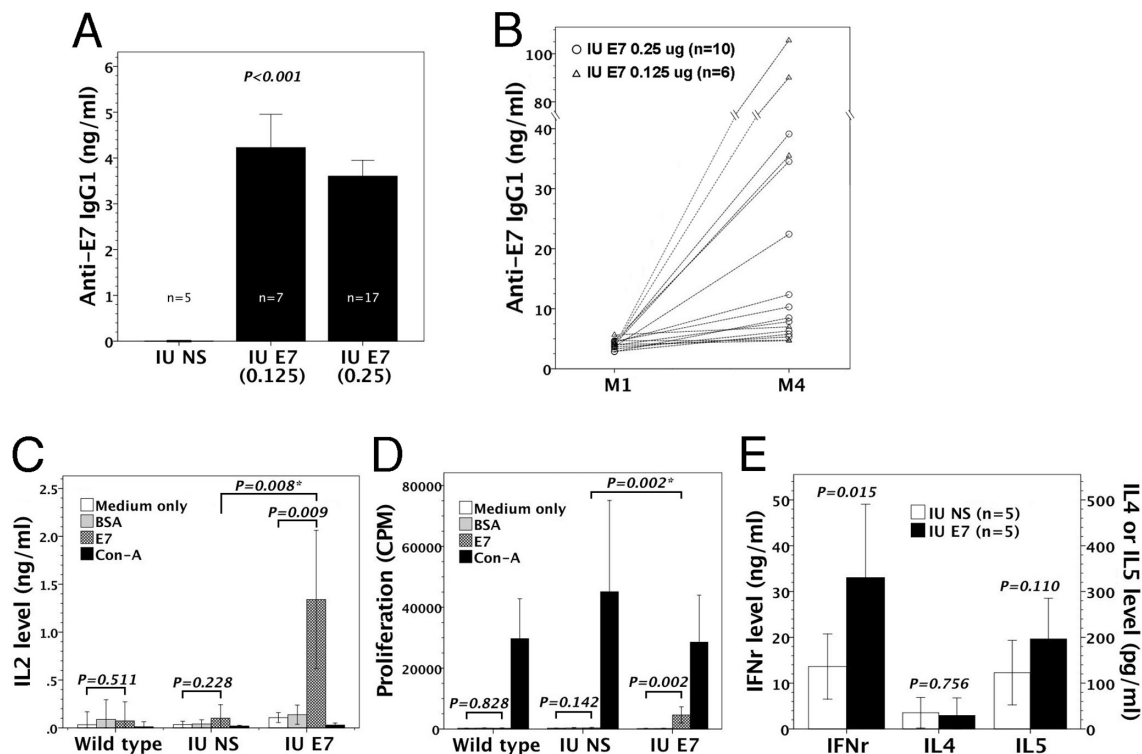 A
Anti-E7 IgG1 (ng/ml)
6
5
4
3
2
1
0
P<0.001
n=5
n=7
n=17
IU NS
IU E7
(0.125)
IU E7
(0.25)
B
Anti-E7 IgG1 (ng/ml)
100
80
40
30
20
10
0
IU E7 0.25 ug (n=10)
IU E7 0.125 ug (n=6)
M1
M4
C
IL2 level (ng/ml)
2.5
2.0
1.5
1.0
.5
.0
Medium only
BSA
E7
Con-A
P=0.008*
P=0.009
P=0.511
P=0.228
Wild type
IU NS
IU E7
D
Proliferation (CPM)
80000
60000
40000
20000
0
Medium only
BSA
E7
Con-A
P=0.002*
P=0.828
P=0.142
P=0.002
Wild type
IU NS
IU E7
E
IFNr level (ng/ml)
50
40
30
20
10
0
P=0.015
IU NS (n=5)
IU E7 (n=5)
P=0.756
P=0.110
IFNr
IL4
IL5
500
400
300
200
100
0
IL4 or IL5 level
(pg/ml)